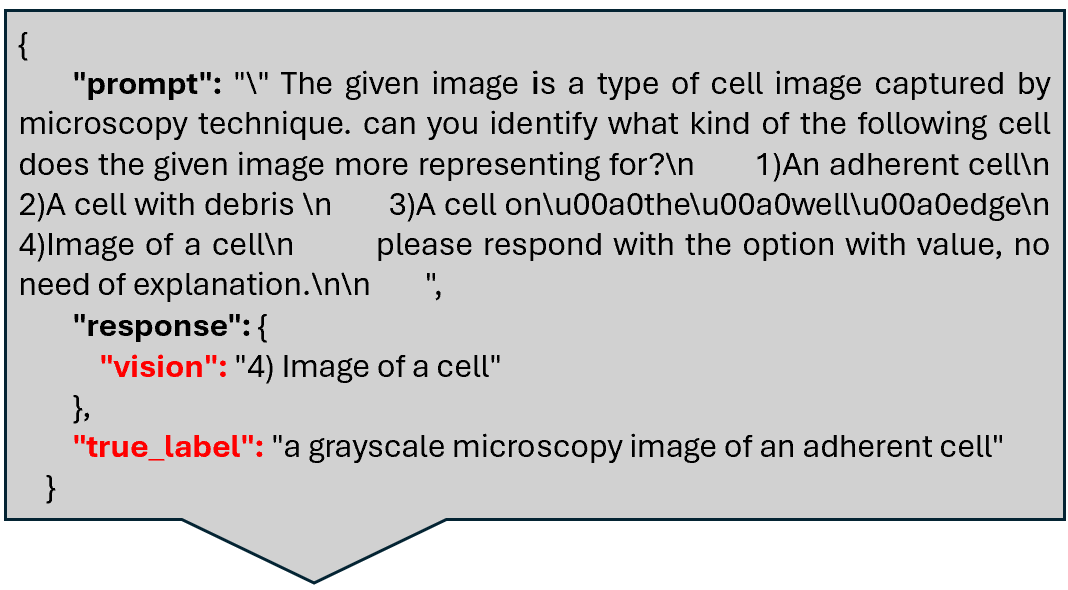 {
"prompt": "\" The given image is a type of cell image captured by
microscopy technique. can you identify what kind of the following cell
does the given image more representing for?\n 1)An adherent cell\n
2)A cell with debris \n 3)A cell on\u00a0the\u00a0well\u00a0edge\n
4)Image of a cell\n please respond with the option with value, no
need of explanation.\n\n ",
"response": {
"vision": "4) Image of a cell"
},
"true_label": "a grayscale microscopy image of an adherent cell"
}